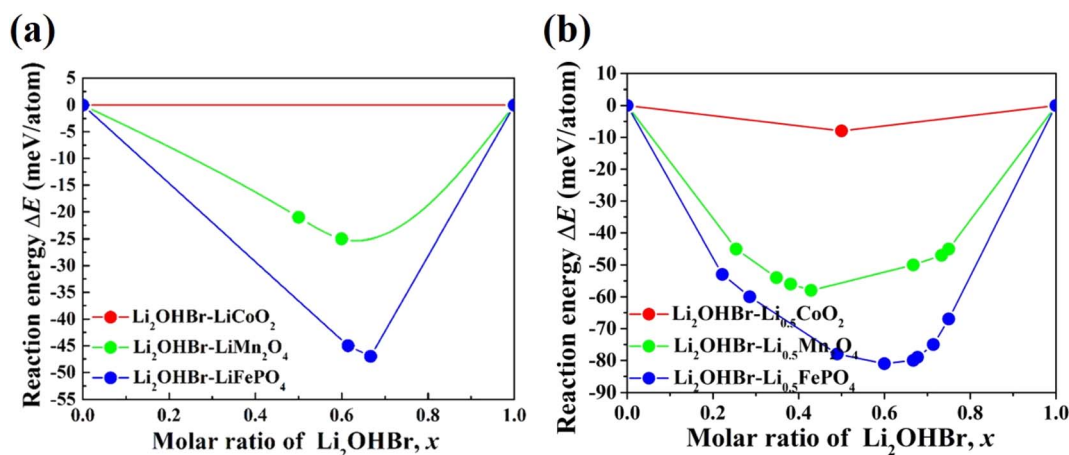 (a)
Reaction energy ΔE (meV/atom)
5
0
-5
-10
-15
-20
-25
-30
-35
-40
-45
-50
-55
Li₂OHBr-LiCoO₂
Li₂OHBr-LiMn₂O₄
Li₂OHBr-LiFePO₄
0.0 0.2 0.4 0.6 0.8 1.0
Molar ratio of Li₂OHBr, x
(b)
Reaction energy ΔE (meV/atom)
10
0
-10
-20
-30
-40
-50
-60
-70
-80
-90
Li₂OHBr-Li₀.₅CoO₂
Li₂OHBr-Li₀.₅Mn₂O₄
Li₂OHBr-Li₀.₅FePO₄
0.0 0.2 0.4 0.6 0.8 1.0
Molar ratio of Li₂OHBr, x